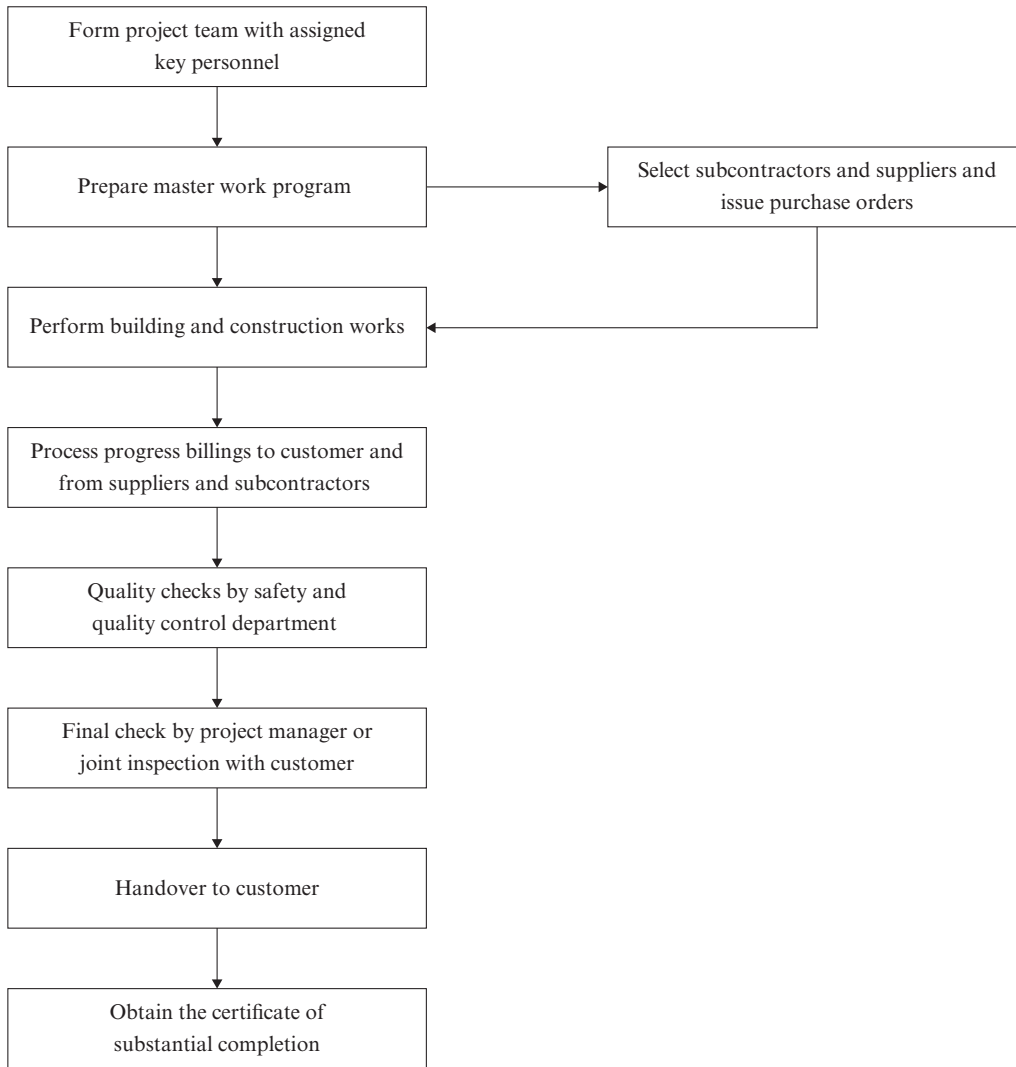 Form project team with assigned
key personnel
Prepare master work program
Select subcontractors and suppliers and
issue purchase orders
Perform building and construction works
Process progress billings to customer and
from suppliers and subcontractors
Quality checks by safety and
quality control department
Final check by project manager or
joint inspection with customer
Handover to customer
Obtain the certificate of
substantial completion